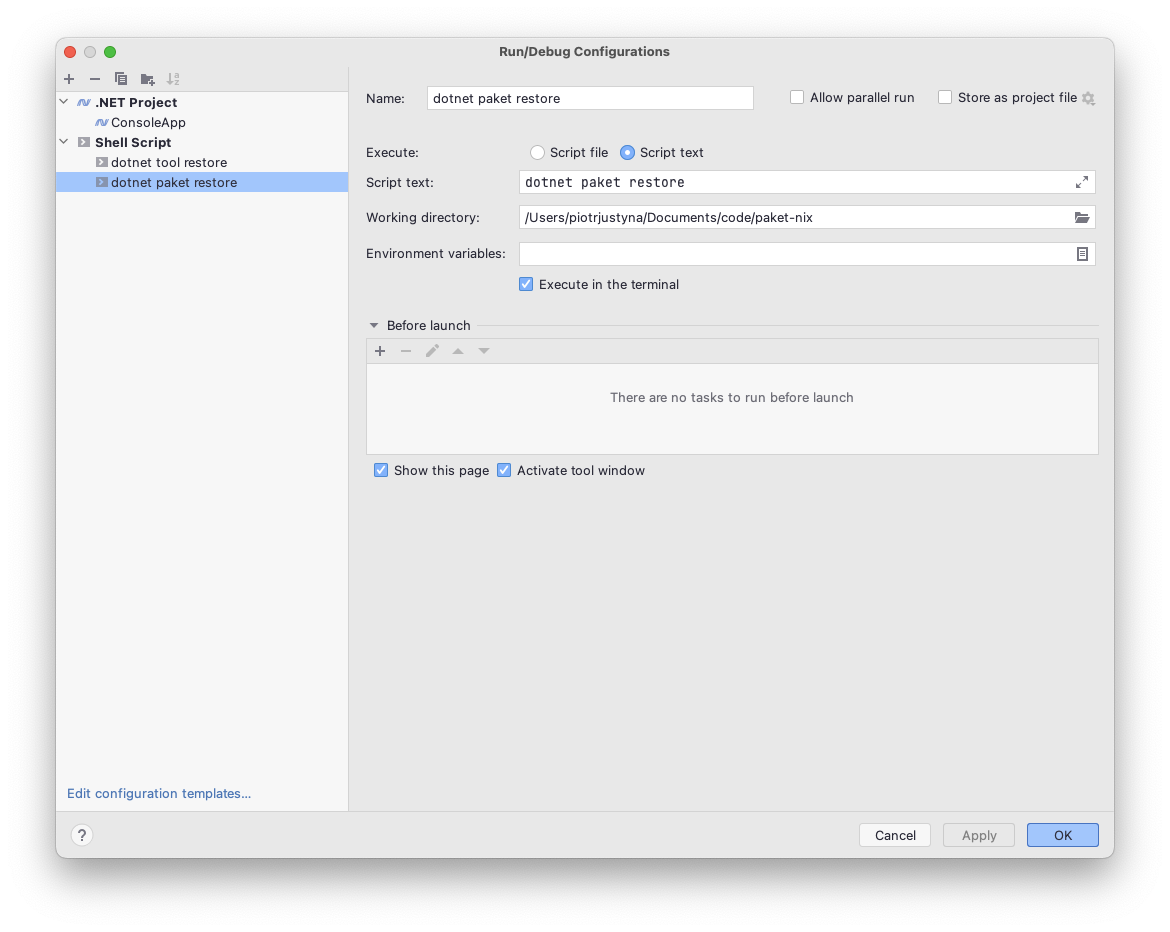 Run/Debug Configurations
.NET Project
ConsoleApp
Shell Script
dotnet tool restore
dotnet paket restore
Edit configuration templates...
Name: dotnet paket restore Allow parallel run Store as project file
Execute: Script file Script text
Script text: dotnet paket restore
Working directory: /Users/piotrjustyna/Documents/code/paket-nix
Environment variables:
Execute in the terminal
Before launch
There are no tasks to run before launch
Show this page Activate tool window
? Cancel Apply OK